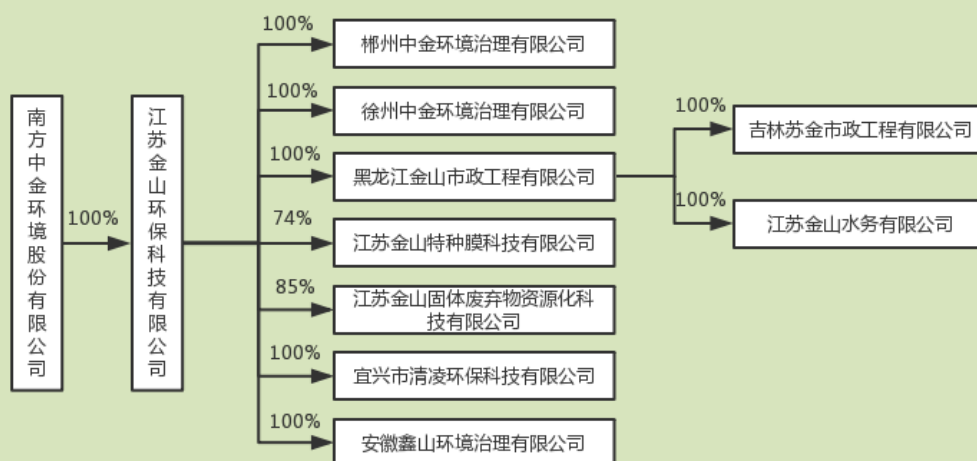 南方中金环境股份有限公司
100%
江苏金山环保科技有限公司
100%
郴州中金环境治理有限公司
100%
徐州中金环境治理有限公司
100%
黑龙江金山市政工程有限公司
74%
江苏金山特种膜科技有限公司
85%
江苏金山固体废弃物资源化科
技有限公司
100%
宜兴市清凌环保科技有限公司
100%
安徽鑫山环境治理有限公司
100%
吉林苏金市政工程有限公司
100%
江苏金山水务有限公司